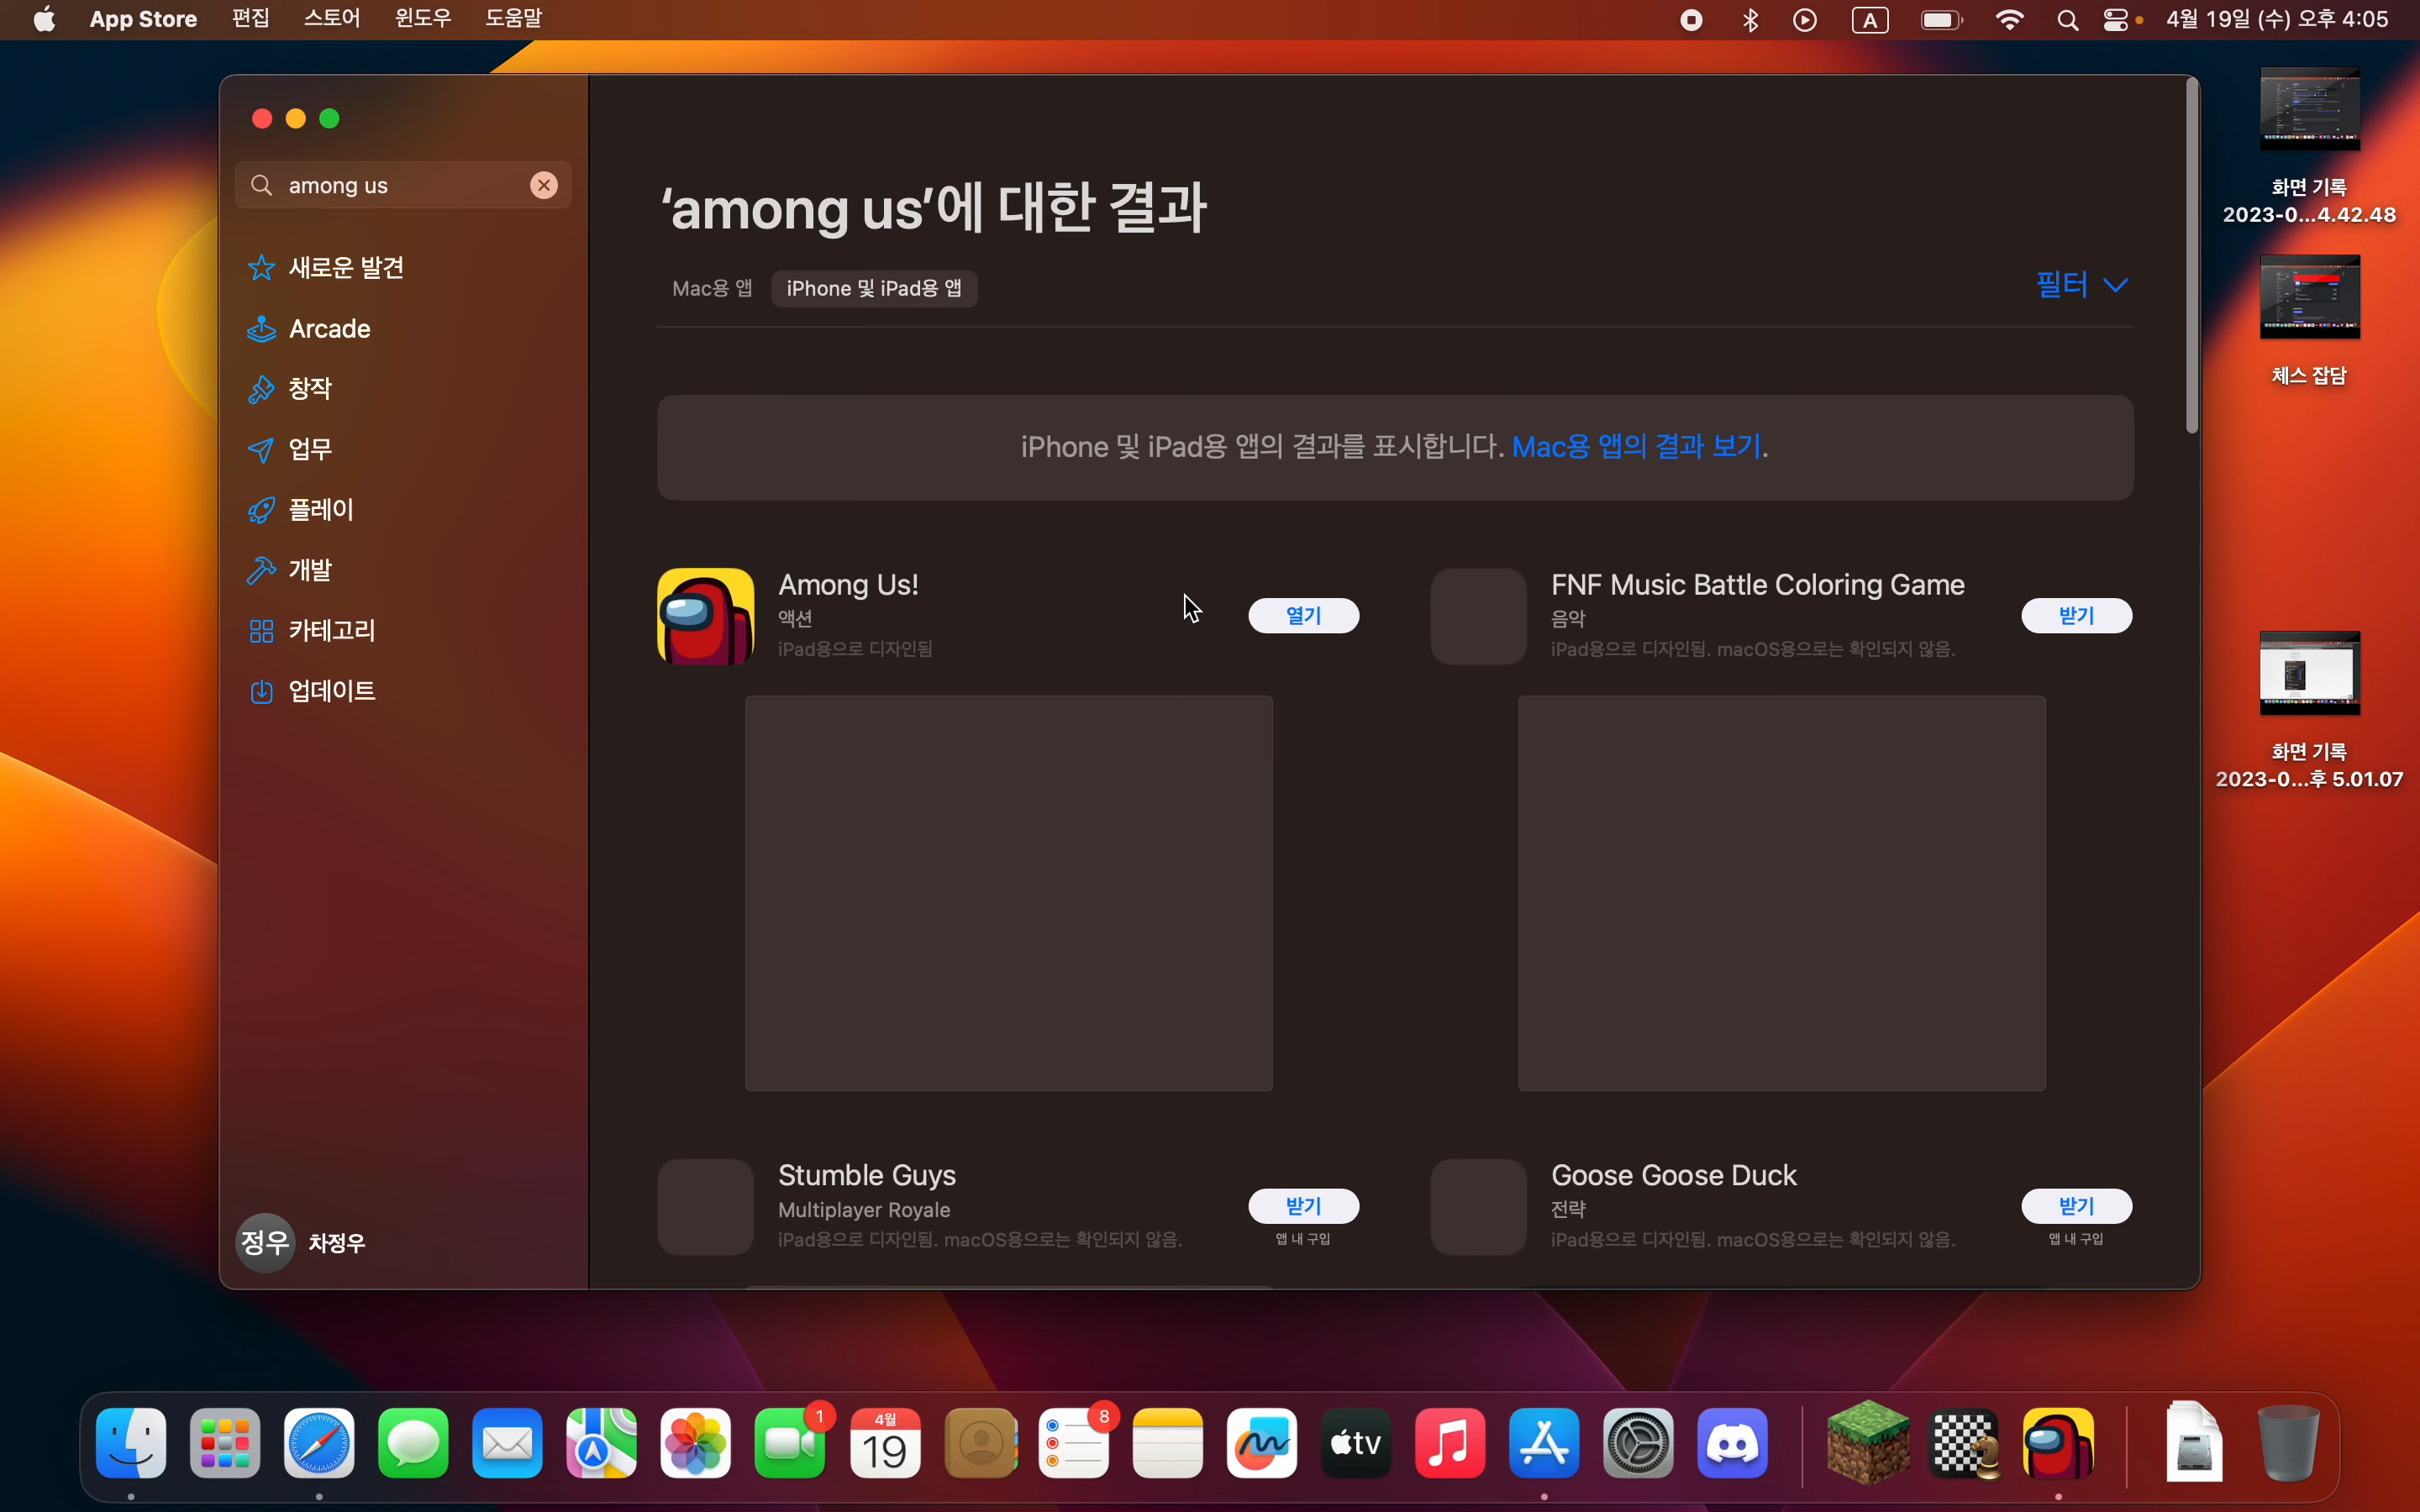 App Store 편집 스토어 윈도우 도움말
A
4월 19일 (수) 오후 4:05
among us
새로운 발견
Arcade
창작
업무
플레이
개발
카테고리
업데이트
정우 차정우
‘among us’에 대한 결과
Mac용 앱 iPhone 및 iPad용 앱
필터
iPhone 및 iPad용 앱의 결과를 표시합니다. Mac용 앱의 결과 보기.
Among Us!
액션
iPad용으로 디자인됨
열기
FNF Music Battle Coloring Game
음악
iPad용으로 디자인됨. macOS용으로는 확인되지 않음.
받기
Stumble Guys
Multiplayer Royale
iPad용으로 디자인됨. macOS용으로는 확인되지 않음.
받기
앱 내 구입
Goose Goose Duck
전략
iPad용으로 디자인됨. macOS용으로는 확인되지 않음.
받기
앱 내 구입
화면 기록
2023-0...4.42.48
체스 잡담
화면 기록
2023-0...후 5.01.07
1
4월
19
8
tv